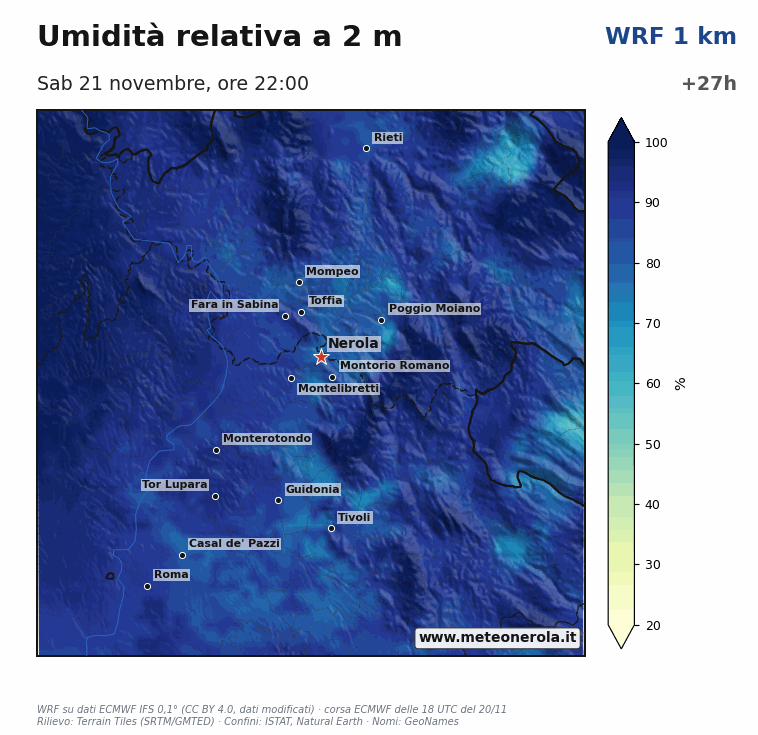 Umidità relativa a 2 m
WRF 1 km
Sab 21 novembre, ore 22:00
+27h
Rieti
Mompeo
Toffia
Fara in Sabina
Poggio Moiano
Nerola
Montorio Romano
Montelibretti
Monterotondo
Tor Lupara
Guidonia
Tivoli
Casal de' Pazzi
Roma
www.meteonerola.it
100
90
80
70
60
50
40
30
20
%
WRF su dati ECMWF IFS 0,1° (CC BY 4.0, dati modificati) · corsa ECMWF delle 18 UTC del 20/11
Rilievo: Terrain Tiles (SRTM/GMTED) · Confini: ISTAT, Natural Earth · Nomi: GeoNames